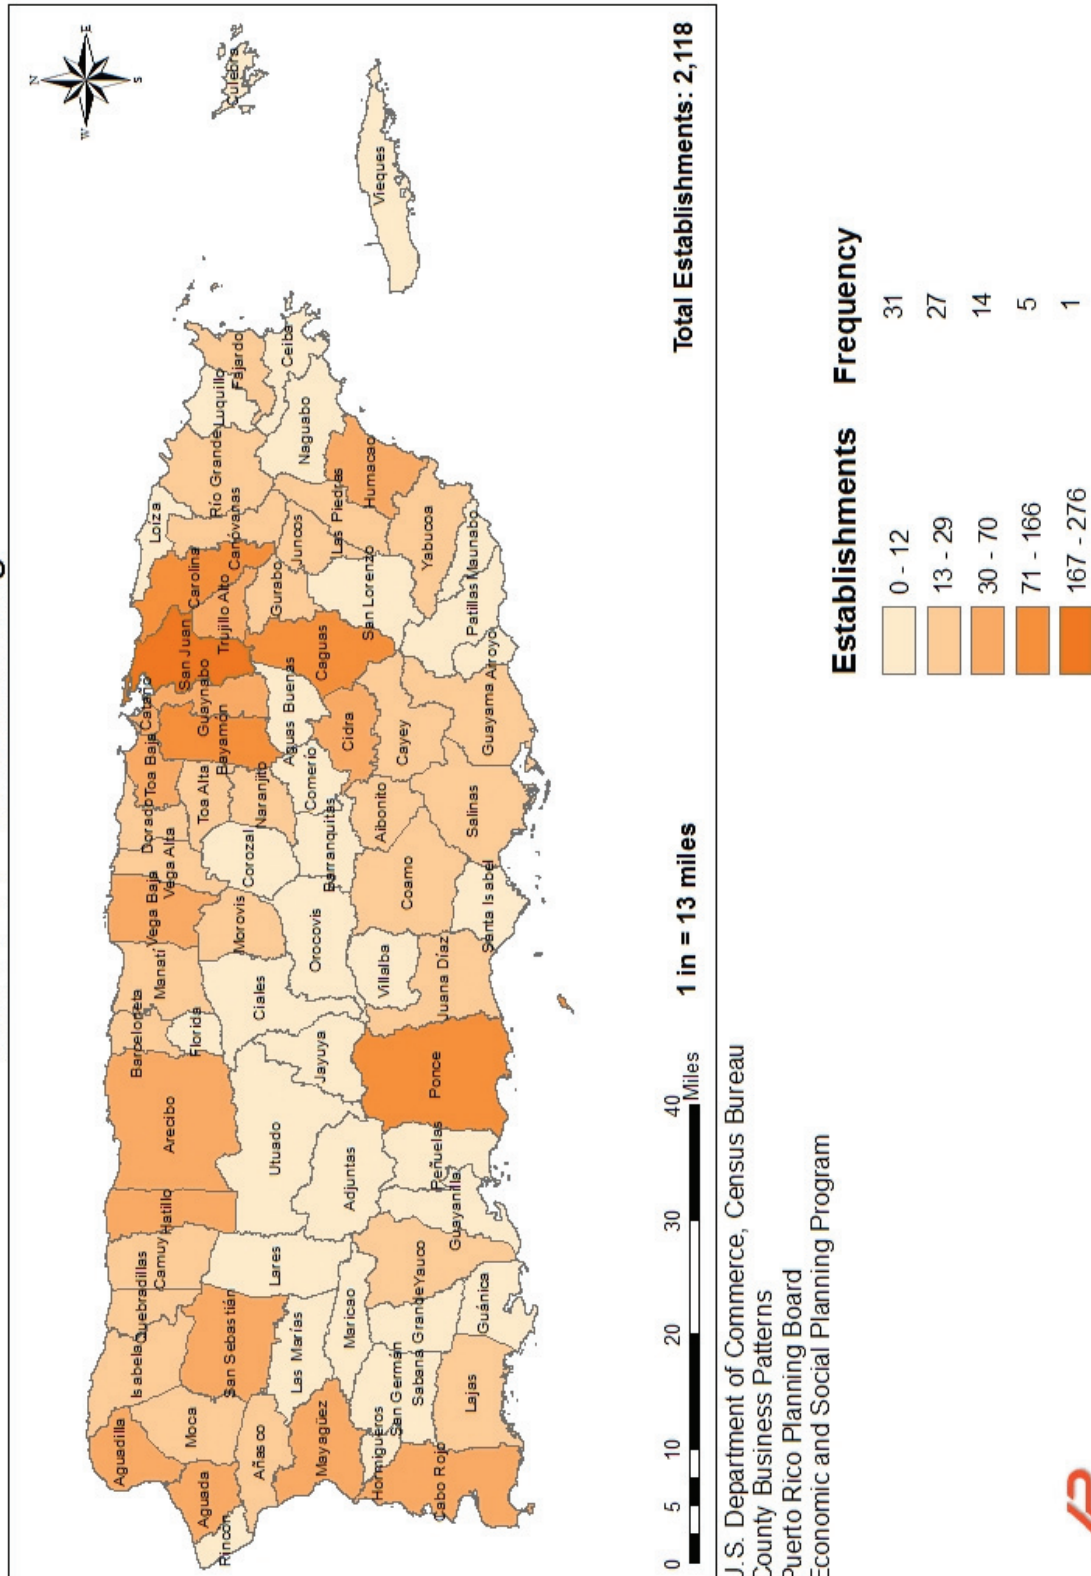 N
W
E
S
Culebra
Vieques
Loiza
Río Grande
Luquillo
Fajardo
Ceiba
Carolina
Canovanas
San Juan
Trujillo Alto
Gurabo
Juncos
Las Piedras
Naguabo
Humacao
Cataño
Guaynabo
Bayamón
Toa Baja
Toa Alta
Dorado
Vega Alta
Vega Baja
Naranjito
Aguas Buenas
Caguas
San Lorenzo
Yabucoa
Maunabo
Patillas
Arroyo
Guayama
Cayey
Cidra
Comerío
Barranquitas
Aibonito
Salinas
Coamo
Santa Isabel
Corozal
Morovis
Orocovis
Villalba
Juana Díaz
Manatí
Ciales
Florida
Barceloneta
Jayuya
Ponce
Arecibo
Utuado
Adjuntas
Peñuelas
Guayanilla
Hatillo
Camuy
Quebradillas
Lares
Yauco
Isabela
San Sebastián
Las Marías
Maricao
Sabana Grande
Guánica
Aguadilla
Moca
Aguada
Rincón
Añasco
Mayagüez
Hormigueros
San Germán
Cabo Rojo
Lajas
0 5 10 20 30 40
Miles
1 in = 13 miles
Total Establishments: 2,118
U.S. Department of Commerce, Census Bureau
County Business Patterns
Puerto Rico Planning Board
Economic and Social Planning Program
Establishments Frequency
0 - 12 31
13 - 29 27
30 - 70 14
71 - 166 5
167 - 276 1